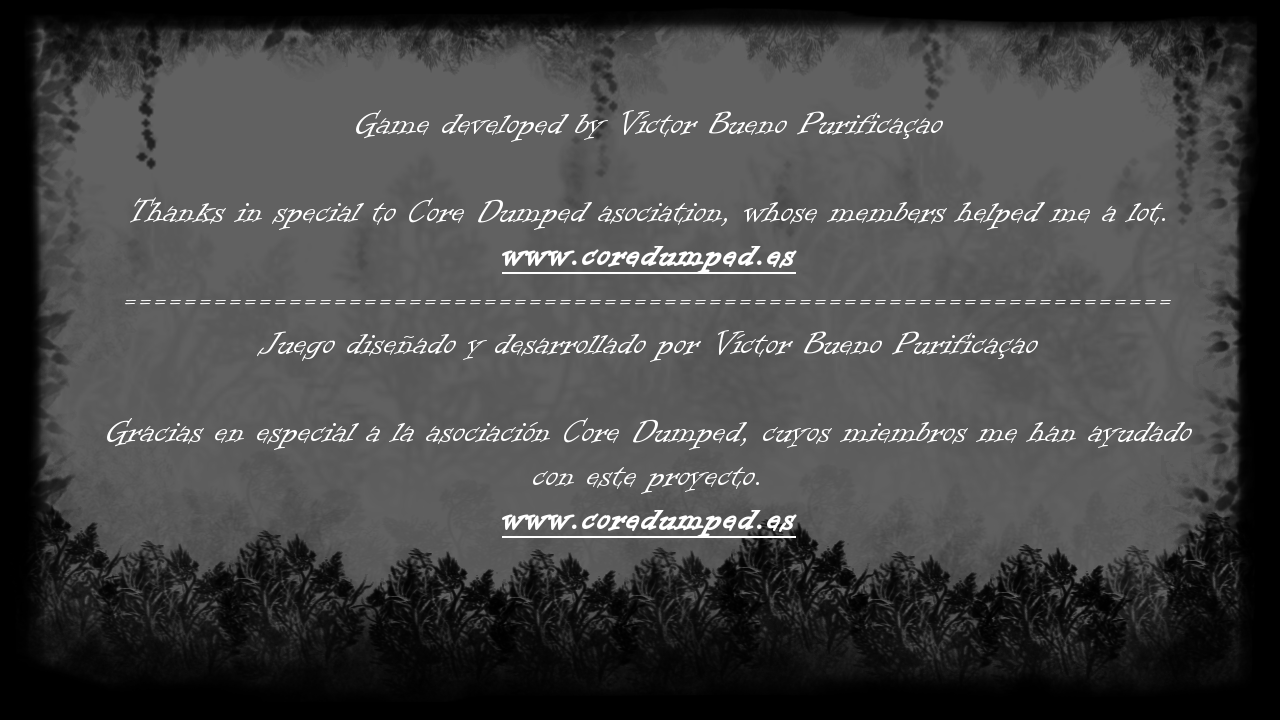 Game developed by Víctor Bueno Purificaçao
Thanks in special to Core Dumped asociation, whose members helped me a lot.
www.coredumped.es
======================================================================
Juego diseñado y desarrollado por Víctor Bueno Purificaçao
Gracias en especial a la asociación Core Dumped, cuyos miembros me han ayudado
con este proyecto.
www.coredumped.es